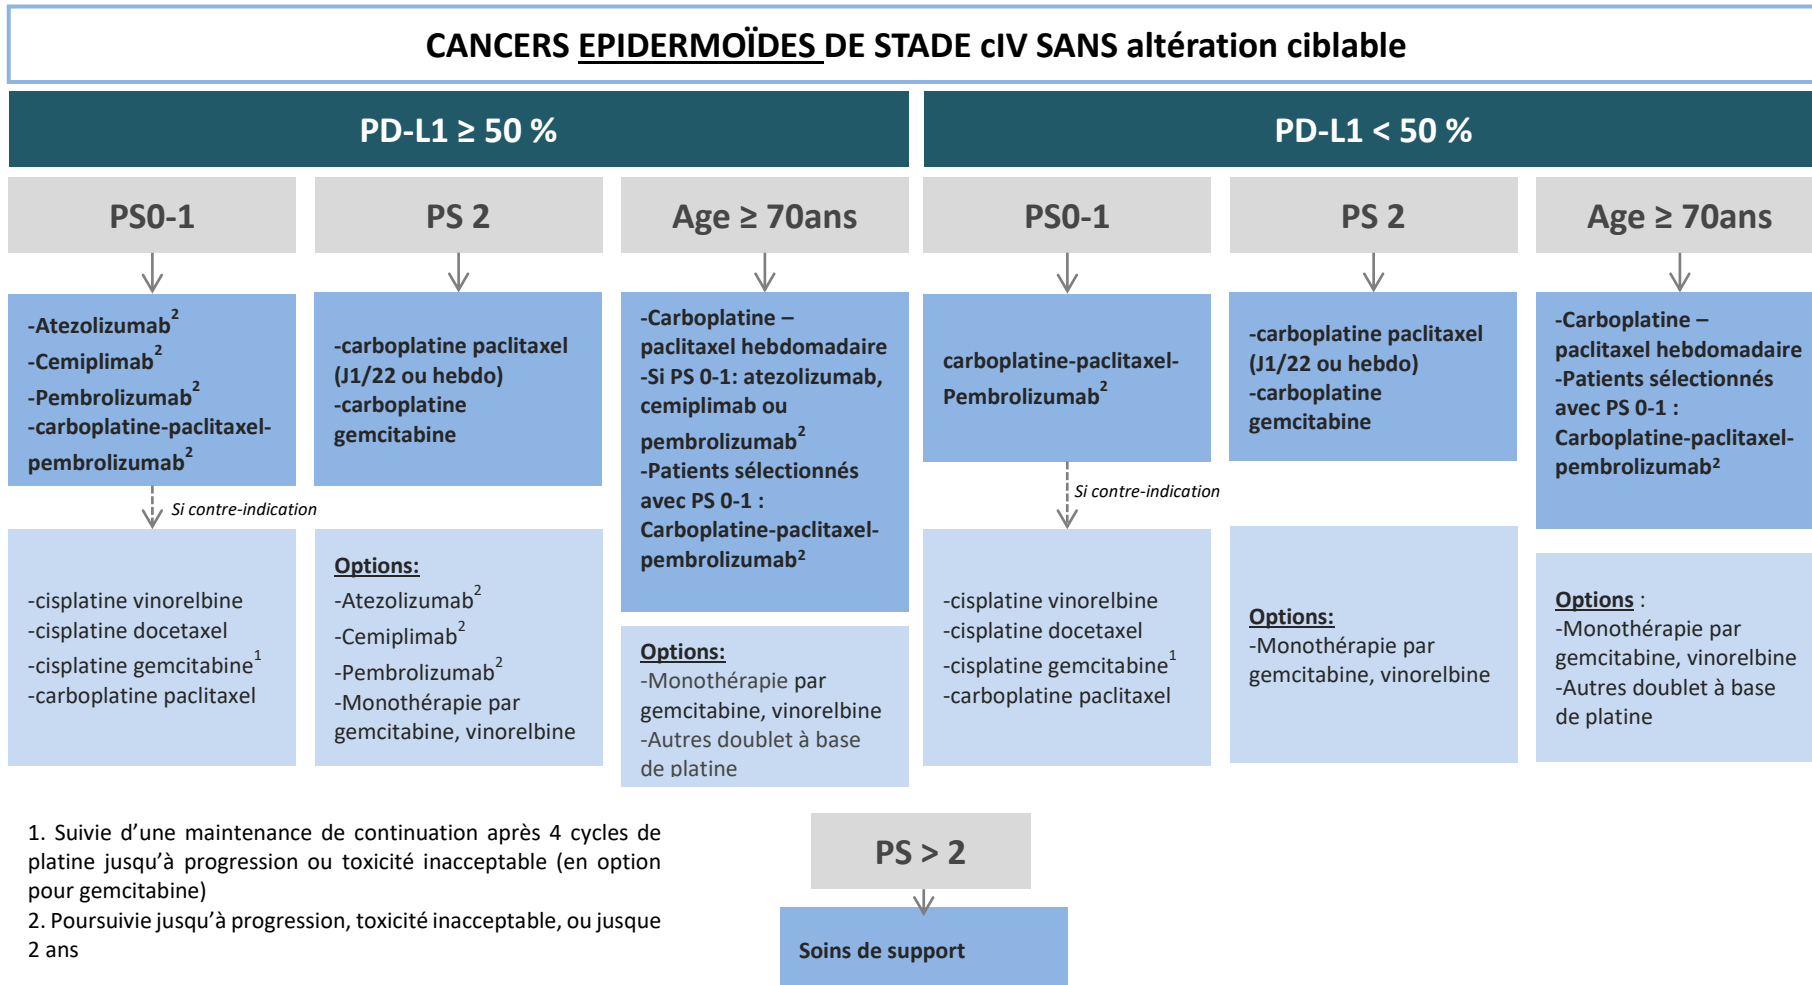 CANCERS EPIDERMOÏDES DE STADE cIV SANS altération ciblable
PD-L1 ≥ 50 %
PD-L1 < 50 %
PS0-1
PS 2
Age ≥ 70ans
PS0-1
PS 2
Age ≥ 70ans
-Atezolizumab²
-Cemiplimab²
-Pembrolizumab²
-carboplatine-paclitaxel-
pembrolizumab²
Si contre-indication
-cisplatine vinorelbine
-cisplatine docetaxel
-cisplatine gemcitabine¹
-carboplatine paclitaxel
-carboplatine paclitaxel
(J1/22 ou hebdo)
-carboplatine
gemcitabine
Options:
-Atezolizumab²
-Cemiplimab²
-Pembrolizumab²
-Monothérapie par
gemcitabine, vinorelbine
-Carboplatine –
paclitaxel hebdomadaire
-Si PS 0-1: atezolizumab,
cemiplimab ou
pembrolizumab²
-Patients sélectionnés
avec PS 0-1 :
Carboplatine-paclitaxel-
pembrolizumab²
Options:
-Monothérapie par
gemcitabine, vinorelbine
-Autres doublet à base
de platine
carboplatine-paclitaxel-
Pembrolizumab²
Si contre-indication
-cisplatine vinorelbine
-cisplatine docetaxel
-cisplatine gemcitabine¹
-carboplatine paclitaxel
-carboplatine paclitaxel
(J1/22 ou hebdo)
-carboplatine
gemcitabine
Options:
-Monothérapie par
gemcitabine, vinorelbine
-Carboplatine –
paclitaxel hebdomadaire
-Patients sélectionnés
avec PS 0-1 :
Carboplatine-paclitaxel-
pembrolizumab²
Options :
-Monothérapie par
gemcitabine, vinorelbine
-Autres doublet à base
de platine
1. Suivie d’une maintenance de continuation après 4 cycles de
platine jusqu’à progression ou toxicité inacceptable (en option
pour gemcitabine)
2. Poursuivie jusqu’à progression, toxicité inacceptable, ou jusque
2 ans
PS > 2
Soins de support